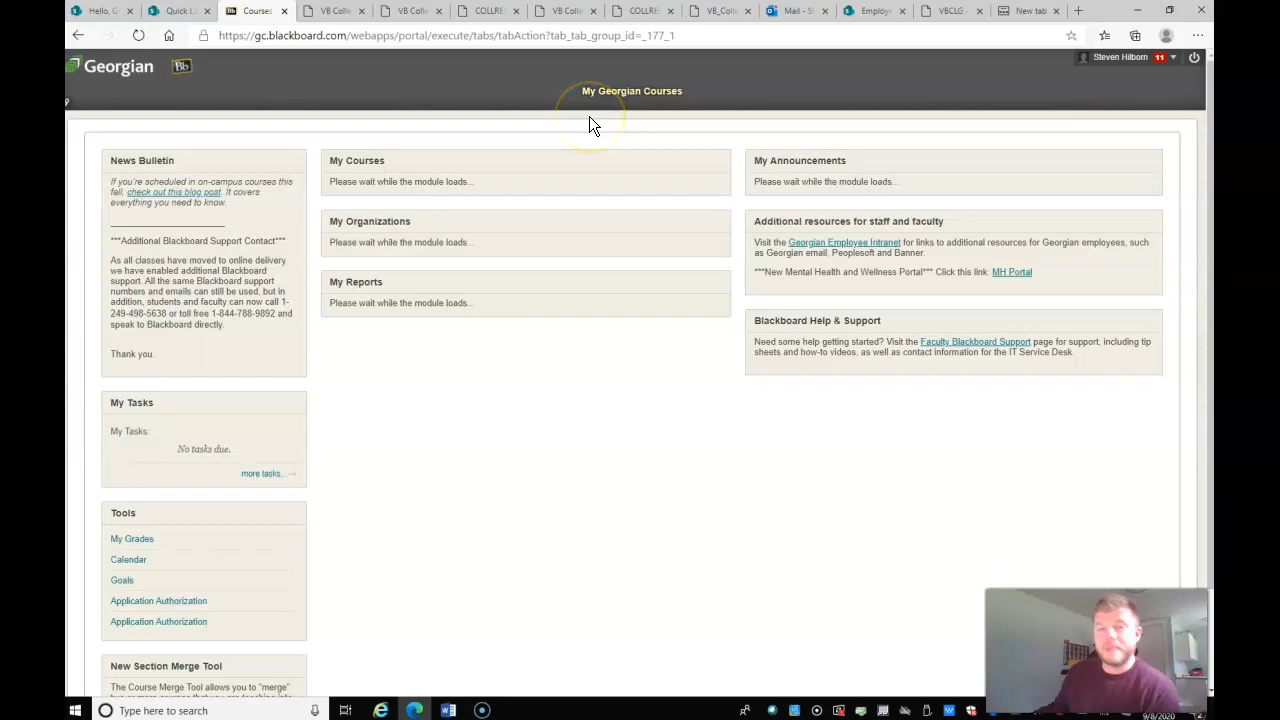 Hello, G
Quick L
Courses
VB Colle
VB Colle
COLLRE
VB Colle
COLLRES
VB_Colle
Mail - St
Employe
VBCLG -
New tab
https://gc.blackboard.com/webapps/portal/execute/tabs/tabAction?tab_tab_group_id=_177_1
Georgian
Bb
Steven Hilborn 11
My Georgian Courses
News Bulletin
If you're scheduled in on-campus courses this
fall, check out this blog post. It covers
everything you need to know.
***Additional Blackboard Support Contact***
As all classes have moved to online delivery
we have enabled additional Blackboard
support. All the same Blackboard support
numbers and emails can still be used, but in
addition, students and faculty can now call 1-
249-498-5638 or toll free 1-844-788-9892 and
speak to Blackboard directly.
Thank you.
My Tasks
My Tasks:
No tasks due.
more tasks...
Tools
My Grades
Calendar
Goals
Application Authorization
Application Authorization
New Section Merge Tool
The Course Merge Tool allows you to "merge"
My Courses
Please wait while the module loads...
My Organizations
Please wait while the module loads...
My Reports
Please wait while the module loads...
My Announcements
Please wait while the module loads...
Additional resources for staff and faculty
Visit the Georgian Employee Intranet for links to additional resources for Georgian employees, such
as Georgian email, Peoplesoft and Banner.
***New Mental Health and Wellness Portal*** Click this link: MH Portal
Blackboard Help & Support
Need some help getting started? Visit the Faculty Blackboard Support page for support, including tip
sheets and how-to videos, as well as contact information for the IT Service Desk.
Type here to search
9/8/2020